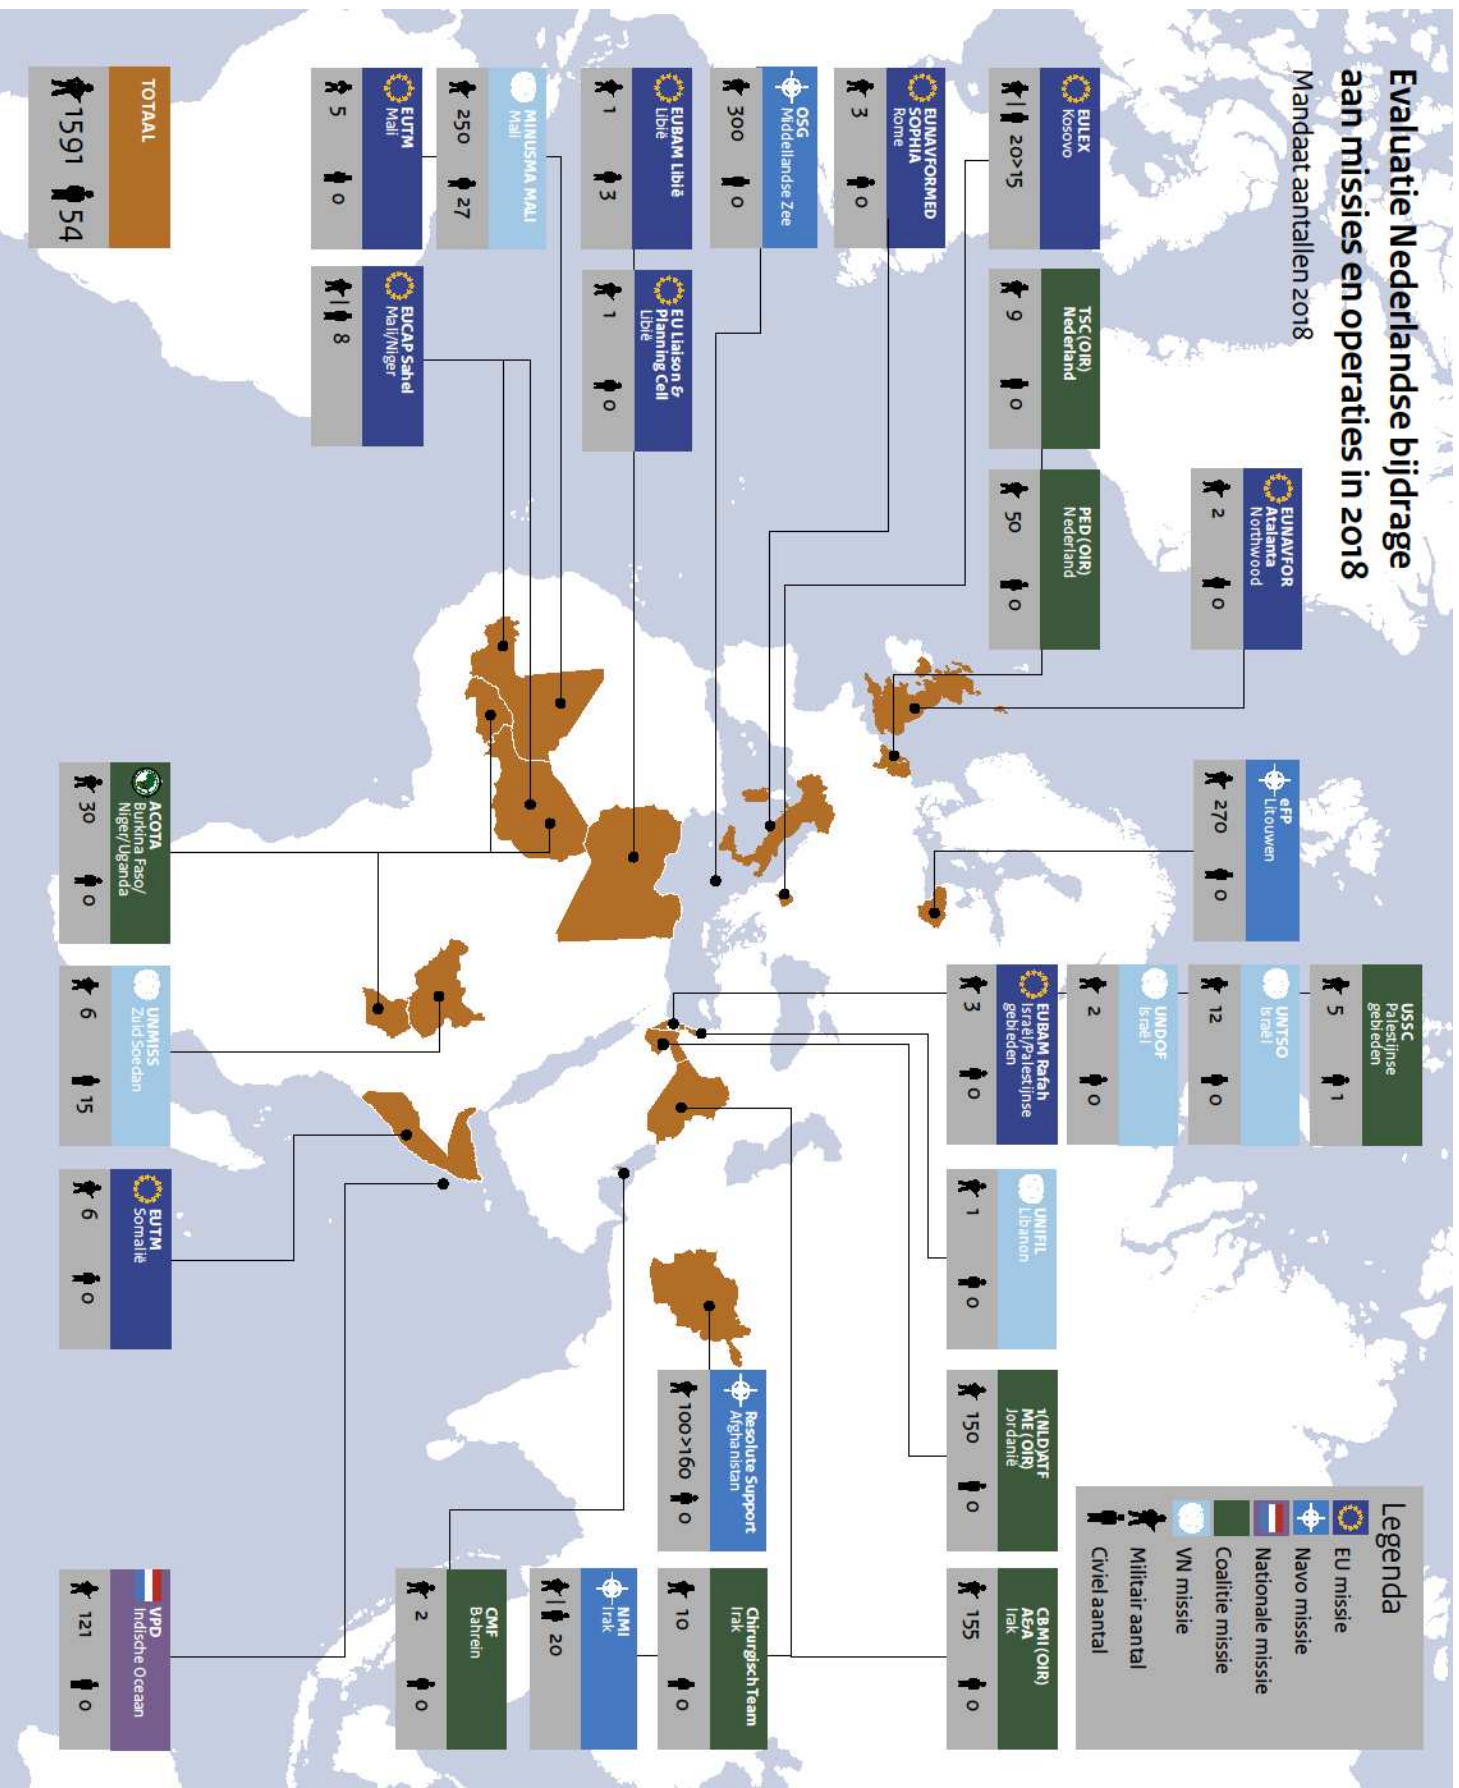 Evaluatie Nederlandse bijdrage
aan missies en operaties in 2018
Mandaat aantallen 2018
EULEX
Kosovo
20>15
EUNAVFORMED
SOPHIA
Rome
3 0
OSG
Middellandse Zee
300 0
EUBAM Libië
Libië
1 3
MINUSMA MALI
Mali
250 27
EUTM
Mali
5 0
TOTAAL
1591 54
TSC (OIR)
Nederland
9 0
EU Liaison &
Planning Cell
Libië
1 0
EUCAP Sahel
Mali/Niger
8
EUNAVFOR
Atalanta
Northwood
2 0
PED (OIR)
Nederland
50 0
eFP
Litouwen
270 0
ACOTA
Burkina Faso/
Niger/Uganda
30 0
USSC
Palestijnse
gebieden
5 1
UNTSO
Israël
12 0
UNDOF
Israël
2 0
EUBAM Rafah
Israël/Palestijnse
gebieden
3 0
UNMISS
Zuid Soedan
6 15
UNIFIL
Libanon
1 0
EUTM
Somalië
6 0
1(NLD)ATF
ME (OIR)
Jordanië
150 0
Resolute Support
Afghanistan
100>160 0
CBMI (OIR)
A&A
Irak
155 0
Chirurgisch Team
Irak
10 0
NMI
Irak
20
CMF
Bahrein
2 0
VPD
Indische Oceaan
121 0
Legenda
EU missie
Navo missie
Nationale missie
Coalitie missie
VN missie
Militair aantal
Civiel aantal